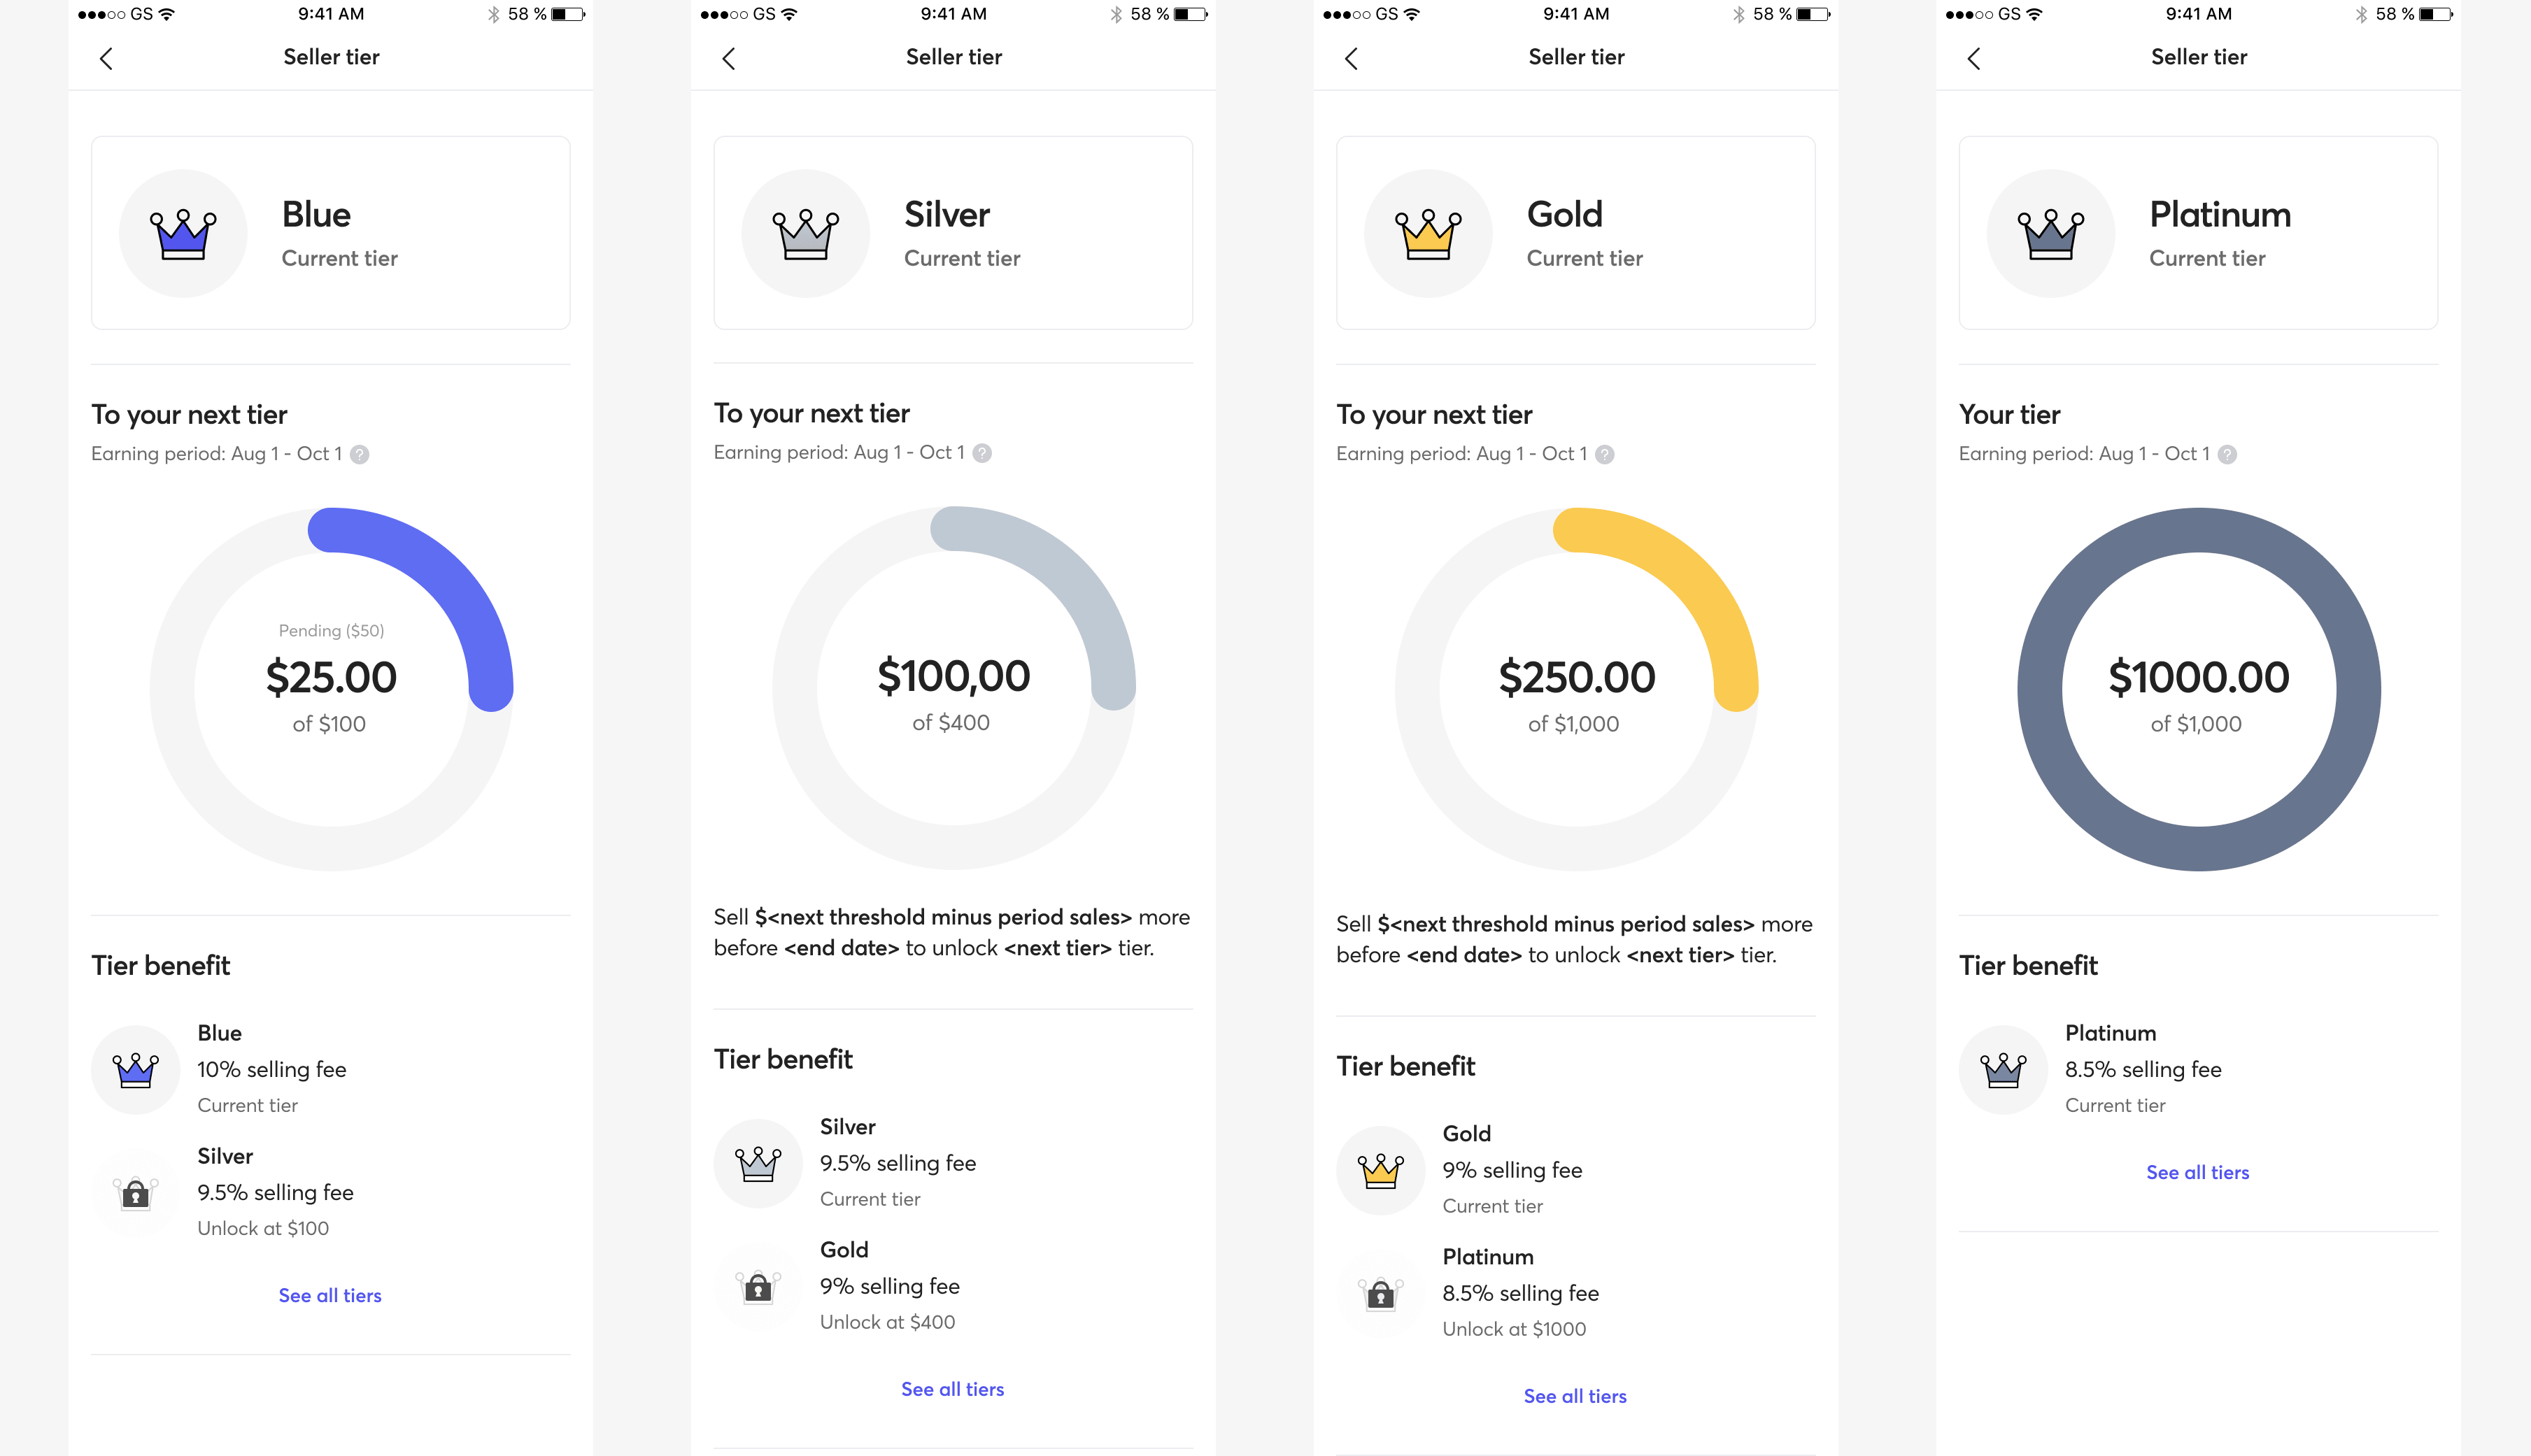 GS 9:41 AM 58 %
Seller tier
Blue
Current tier
To your next tier
Earning period: Aug 1 - Oct 1 ?
Pending ($50)
$25.00
of $100
Tier benefit
Blue
10% selling fee
Current tier
Silver
9.5% selling fee
Unlock at $100
See all tiers
GS 9:41 AM 58 %
Seller tier
Silver
Current tier
To your next tier
Earning period: Aug 1 - Oct 1 ?
$100,00
of $400
Sell $<next threshold minus period sales> more
before <end date> to unlock <next tier> tier.
Tier benefit
Silver
9.5% selling fee
Current tier
Gold
9% selling fee
Unlock at $400
See all tiers
GS 9:41 AM 58 %
Seller tier
Gold
Current tier
To your next tier
Earning period: Aug 1 - Oct 1 ?
$250.00
of $1,000
Sell $<next threshold minus period sales> more
before <end date> to unlock <next tier> tier.
Tier benefit
Gold
9% selling fee
Current tier
Platinum
8.5% selling fee
Unlock at $1000
See all tiers
GS 9:41 AM 58 %
Seller tier
Platinum
Current tier
Your tier
Earning period: Aug 1 - Oct 1 ?
$1000.00
of $1,000
Tier benefit
Platinum
8.5% selling fee
Current tier
See all tiers